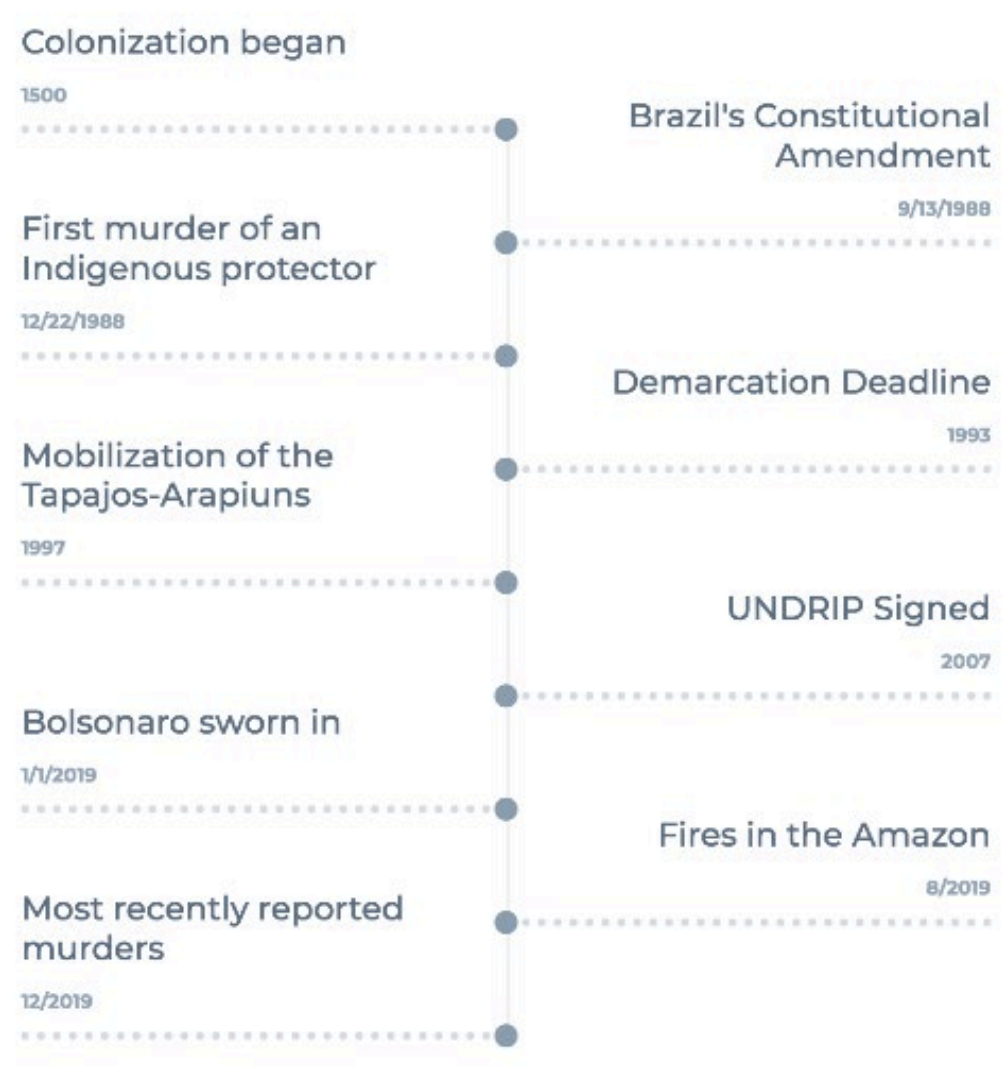 Colonization began
1500
Brazil's Constitutional
Amendment
9/13/1988
First murder of an
Indigenous protector
12/22/1988
Demarcation Deadline
1993
Mobilization of the
Tapajos-Arapiuns
1997
UNDRIP Signed
2007
Bolsonaro sworn in
1/1/2019
Fires in the Amazon
8/2019
Most recently reported
murders
12/2019